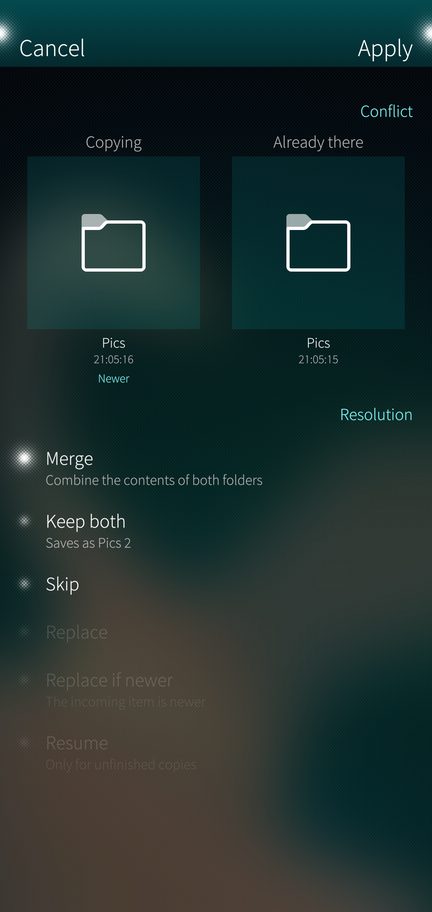 Cancel
Apply
Conflict
Copying
Already there
Pics
21:05:16
Newer
Pics
21:05:15
Resolution
Merge
Combine the contents of both folders
Keep both
Saves as Pics 2
Skip
Replace
Replace if newer
The incoming item is newer
Resume
Only for unfinished copies